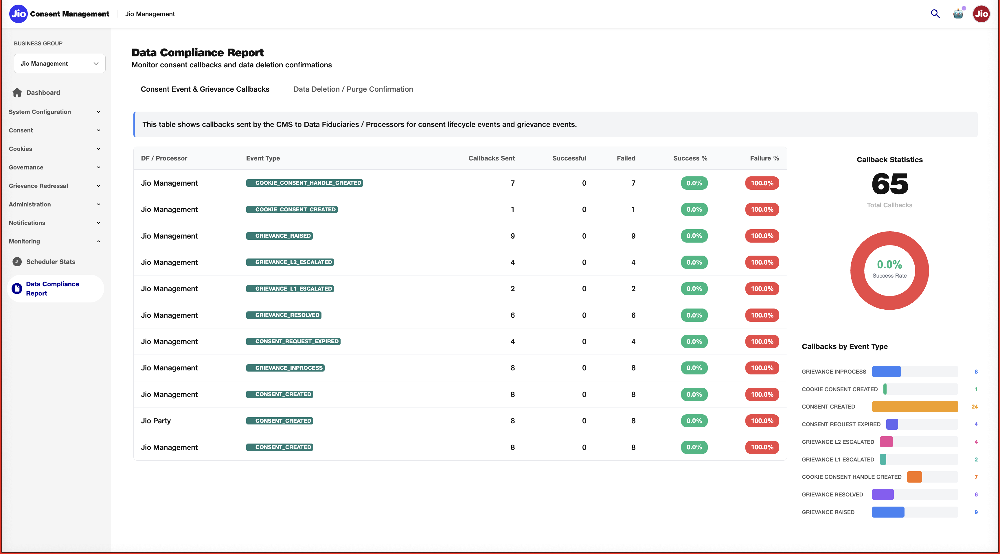 Jio Consent Management Jio Management Jio
BUSINESS GROUP
Jio Management
Dashboard
System Configuration
Consent
Cookies
Governance
Grievance Redressal
Administration
Notifications
Monitoring
Scheduler Stats
Data Compliance
Report
Data Compliance Report
Monitor consent callbacks and data deletion confirmations
Consent Event & Grievance Callbacks Data Deletion / Purge Confirmation
This table shows callbacks sent by the CMS to Data Fiduciaries / Processors for consent lifecycle events and grievance events.
DF / Processor Event Type Callbacks Sent Successful Failed Success % Failure %
Jio Management COOKIE_CONSENT_HANDLE_CREATED 7 0 7 0.0% 100.0%
Jio Management COOKIE_CONSENT_CREATED 1 0 1 0.0% 100.0%
Jio Management GRIEVANCE_RAISED 9 0 9 0.0% 100.0%
Jio Management GRIEVANCE_L2_ESCALATED 4 0 4 0.0% 100.0%
Jio Management GRIEVANCE_L1_ESCALATED 2 0 2 0.0% 100.0%
Jio Management GRIEVANCE_RESOLVED 6 0 6 0.0% 100.0%
Jio Management CONSENT_REQUEST_EXPIRED 4 0 4 0.0% 100.0%
Jio Management GRIEVANCE_INPROCESS 8 0 8 0.0% 100.0%
Jio Management CONSENT_CREATED 8 0 8 0.0% 100.0%
Jio Party CONSENT_CREATED 8 0 8 0.0% 100.0%
Jio Management CONSENT_CREATED 8 0 8 0.0% 100.0%
Callback Statistics
65
Total Callbacks
0.0%
Success Rate
Callbacks by Event Type
GRIEVANCE INPROCESS 8
COOKIE CONSENT CREATED 1
CONSENT CREATED 24
CONSENT REQUEST EXPIRED 4
GRIEVANCE L2 ESCALATED 4
GRIEVANCE L1 ESCALATED 2
COOKIE CONSENT HANDLE CREATED 7
GRIEVANCE RESOLVED 6
GRIEVANCE RAISED 9